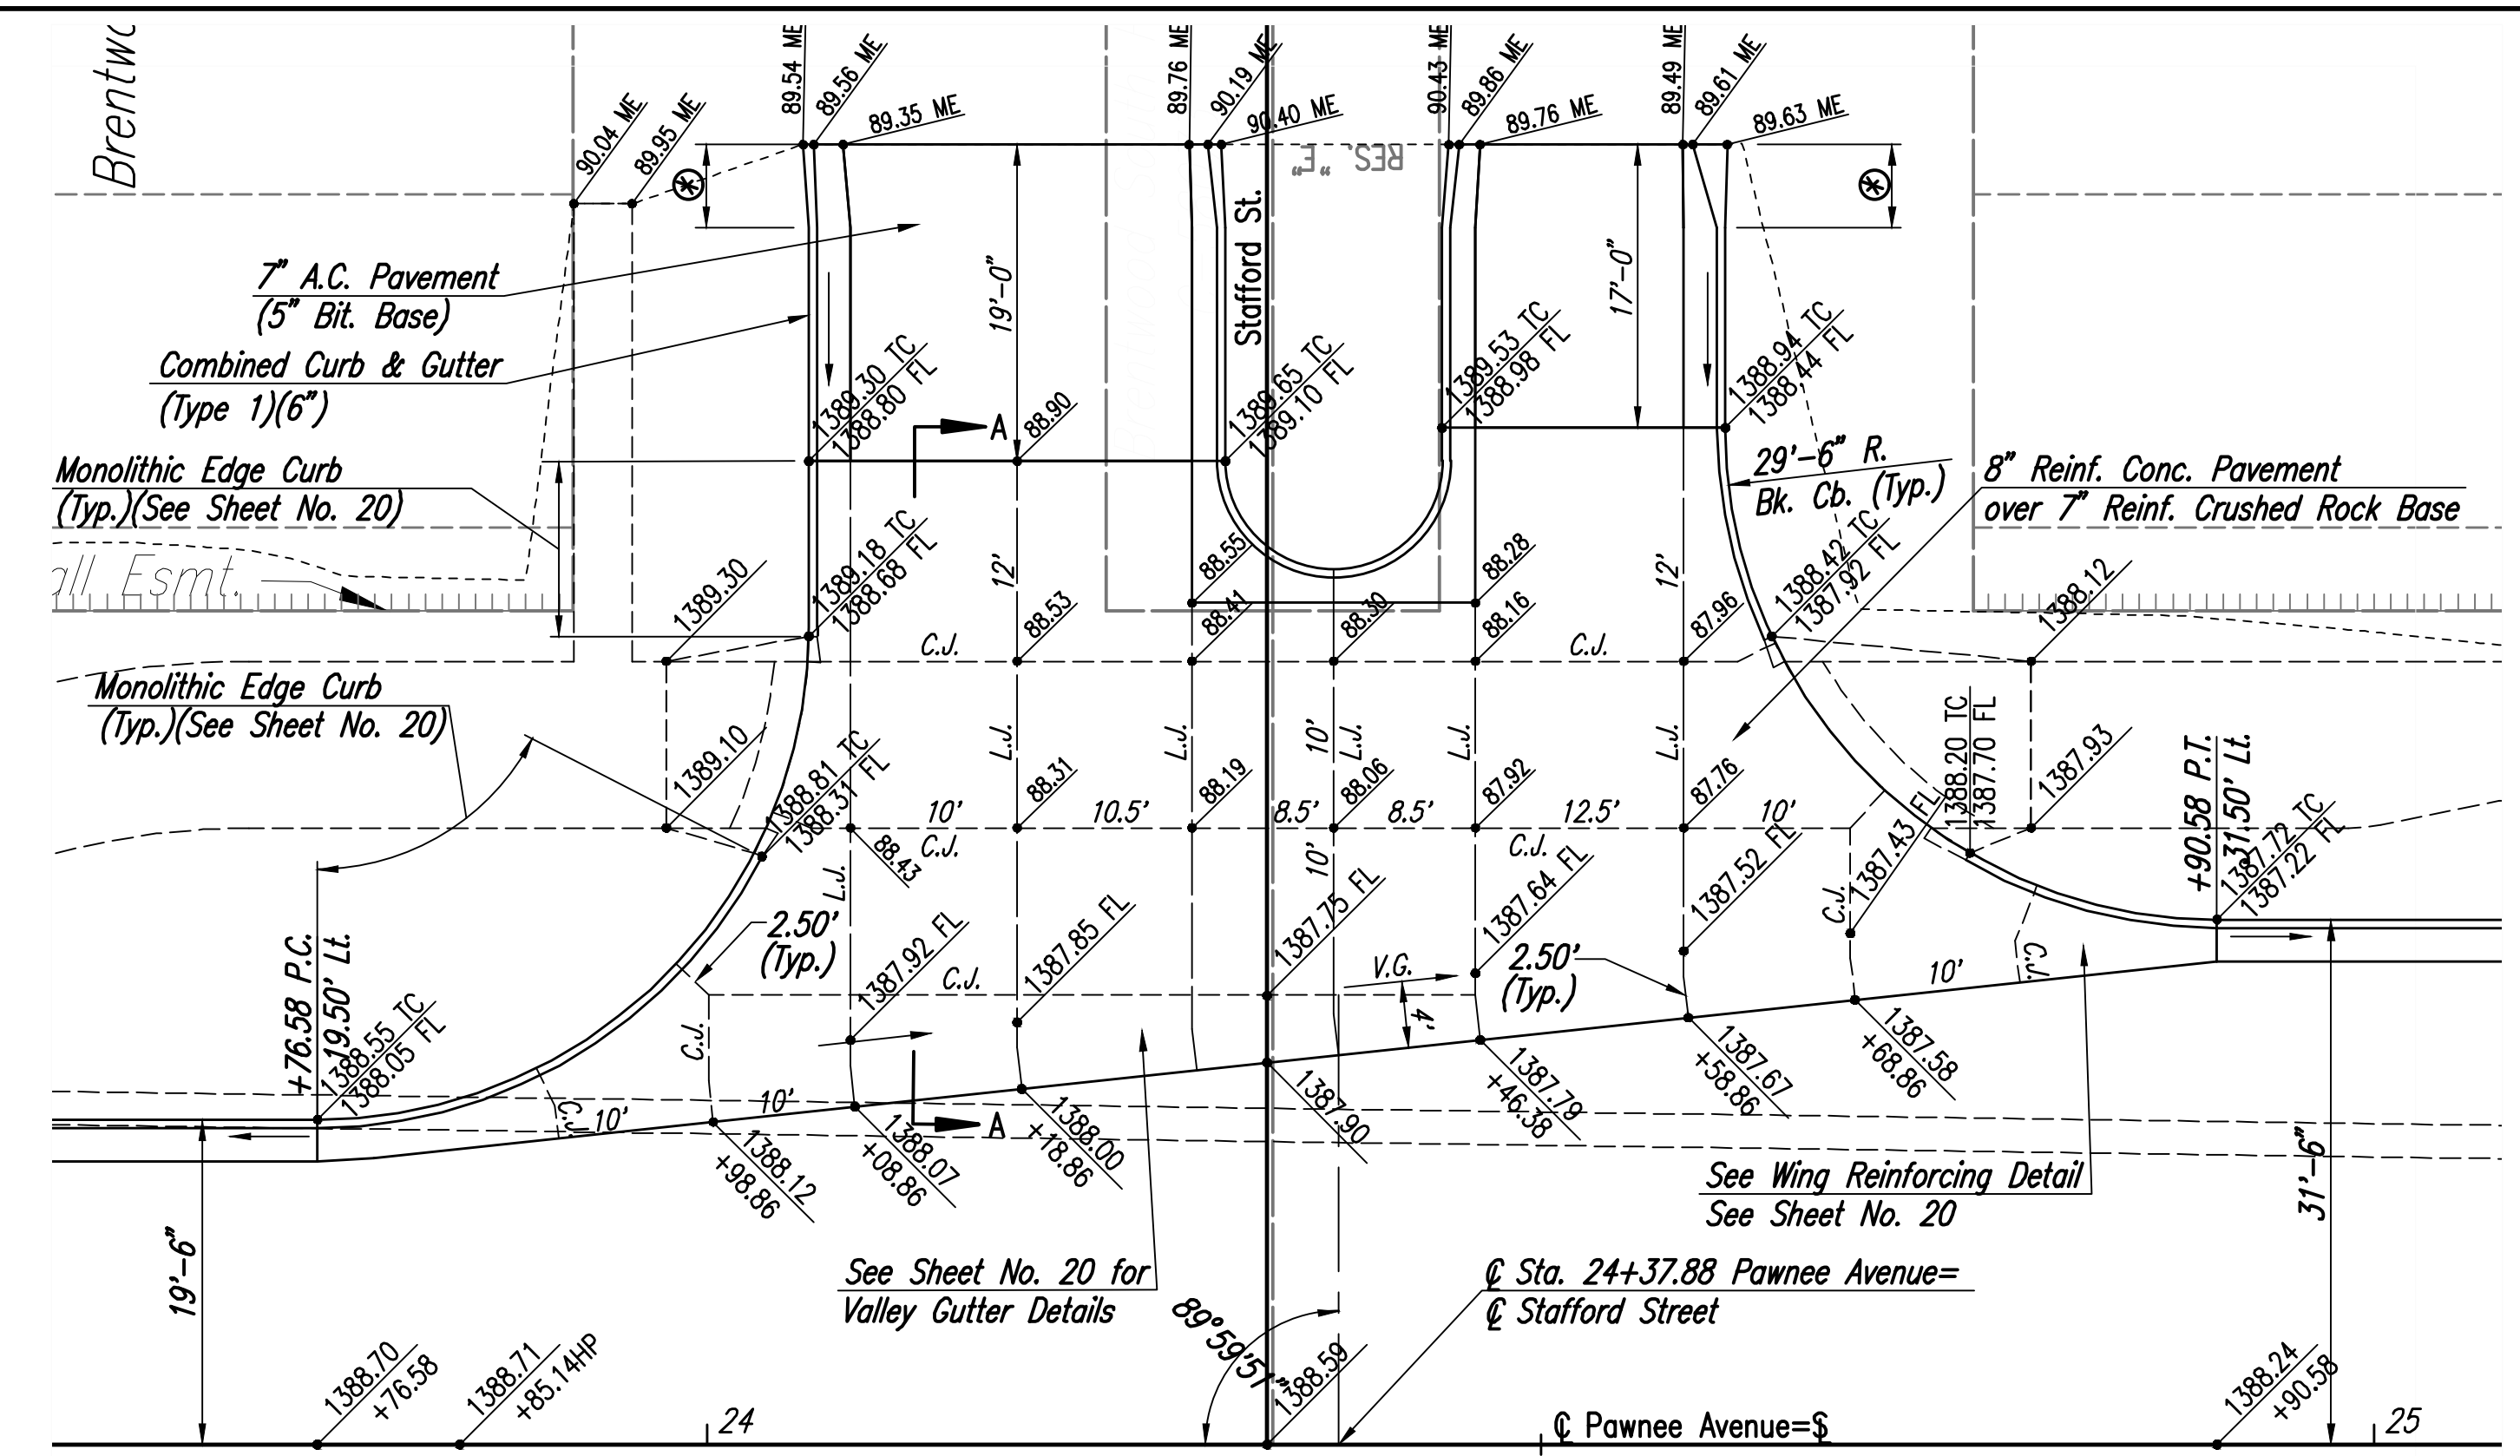 Brentwo
89.54 ME
89.56 ME
89.35 ME
90.04 ME
89.95 ME
89.76 ME
90.19 ME
90.40 ME
90.43 ME
89.86 ME
89.76 ME
89.49 ME
89.61 ME
89.63 ME
RES. "E"
Stafford St.
19'-0"
17'-0"
7" A.C. Pavement
(5" Bit. Base)
Combined Curb & Gutter
(Type 1)(6")
Monolithic Edge Curb
(Typ.)(See Sheet No. 20)
all Esmt.
Monolithic Edge Curb
(Typ.)(See Sheet No. 20)
1389.30 TC
1388.80 FL
A
88.90
1389.65 TC
1389.10 FL
1389.53 TC
1388.98 FL
1388.94 TC
1388.44 FL
29'-6" R.
Bk. Cb. (Typ.)
8" Reinf. Conc. Pavement
over 7" Reinf. Crushed Rock Base
1389.18 TC
1388.68 FL
12'
88.55
88.28
12'
1388.42 TC
1387.92 FL
1388.12
1389.30
C.J.
88.53
88.41
88.30
88.16
C.J.
87.96
1389.10
1388.81 TC
1388.31 FL
L.J.
L.J.
10'
L.J.
L.J.
L.J.
1388.20 TC
1387.70 FL
1387.93
+90.58 P.T.
31.50' Lt.
10'
88.31
10.5'
88.19
8.5'
88.06
8.5'
87.92
12.5'
87.76
10'
C.J.
88.43
L.J.
10'
C.J.
C.J.
1387.43 FL
1387.72 TC
1387.22 FL
2.50'
(Typ.)
1387.92 FL
C.J.
1387.85 FL
1387.75 FL
V.G.
4'
1387.64 FL
2.50'
(Typ.)
1387.52 FL
10'
C.J.
+76.58 P.C.
19.50' Lt.
1388.55 TC
1388.05 FL
C.J.
C.J.
10'
10'
1388.12
+98.86
1388.07
+08.86
A
1388.00
+18.86
1387.90
1387.79
+46.38
1387.67
+58.86
1387.58
+68.86
See Wing Reinforcing Detail
See Sheet No. 20
19'-6"
31'-6"
See Sheet No. 20 for
Valley Gutter Details
89°59'51"
℄ Sta. 24+37.88 Pawnee Avenue=
℄ Stafford Street
1388.70
+76.58
1388.71
+85.14HP
24
1388.59
℄ Pawnee Avenue=
1388.24
+90.58
25